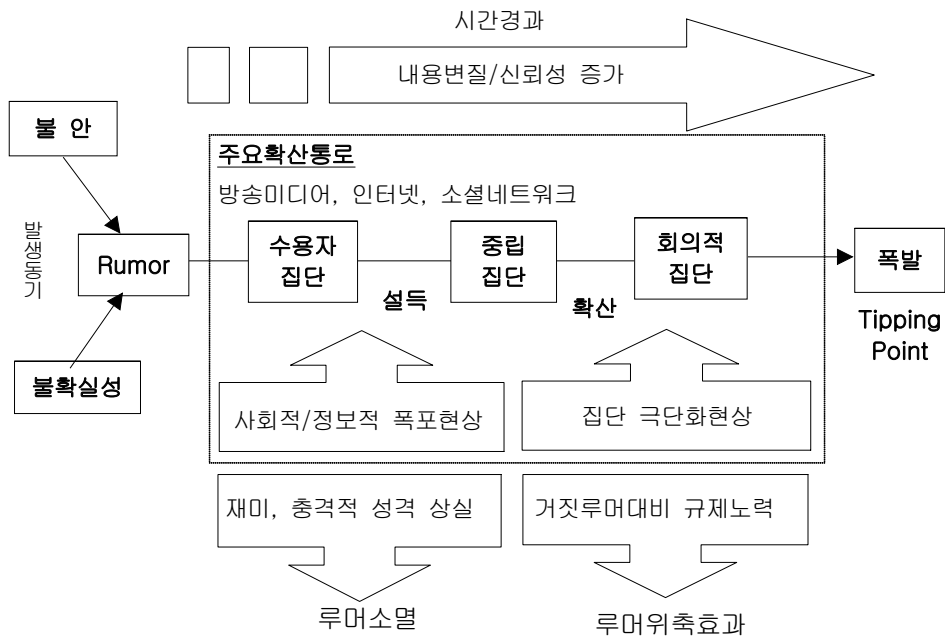 시간경과
내용변질/신뢰성 증가
불 안
주요확산통로
방송미디어, 인터넷, 소셜네트워크
발생동기
Rumor
수용자
집단
설득
중립
집단
확산
회의적
집단
폭발
Tipping
Point
불확실성
사회적/정보적 폭포현상
집단 극단화현상
재미, 충격적 성격 상실
거짓루머대비 규제노력
루머소멸
루머위축효과